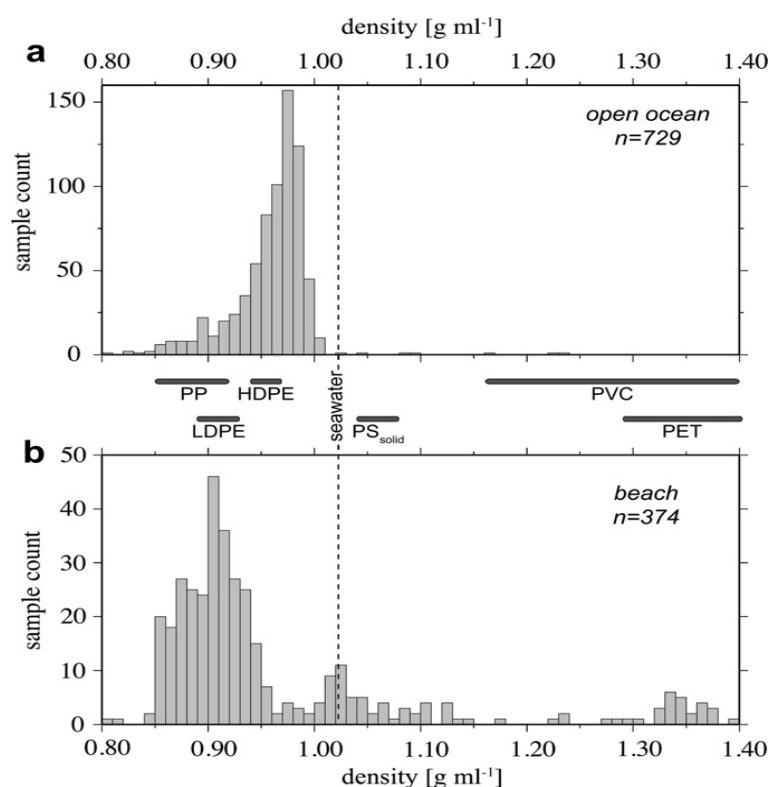 density [g ml-1]
a
0.80 0.90 1.00 1.10 1.20 1.30 1.40
150
open ocean
n=729
100
sample count
50
0
PP HDPE seawater PVC
LDPE PSsolid PET
b
50
beach
n=374
40
30
sample count
20
10
0
0.80 0.90 1.00 1.10 1.20 1.30 1.40
density [g ml-1]